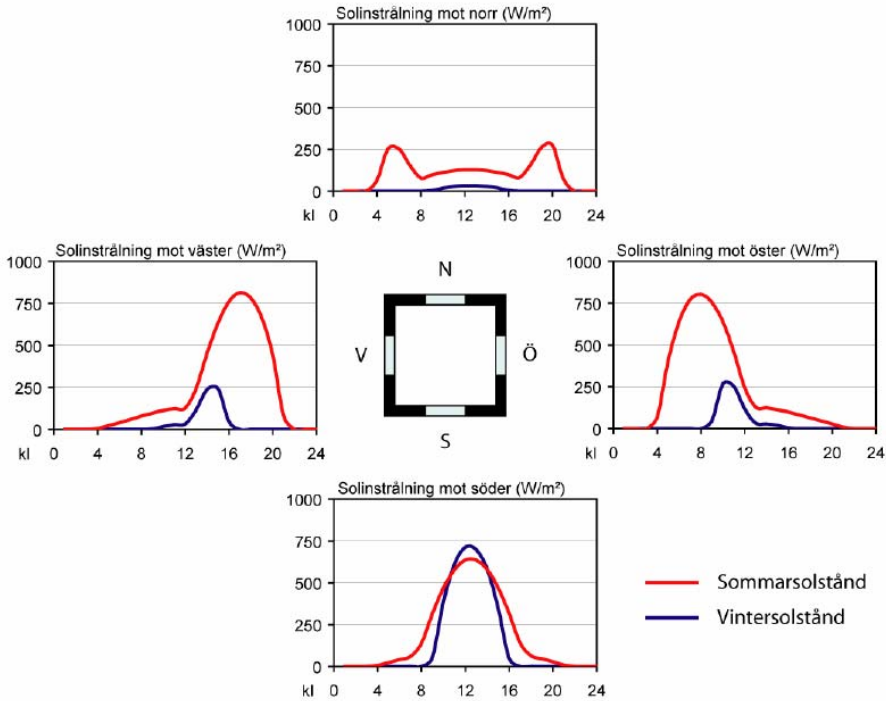 Solinstrålning mot norr (W/m²)
1000
750
500
250
0
kl 0 4 8 12 16 20 24
Solinstrålning mot väster (W/m²)
1000
750
500
250
0
kl 0 4 8 12 16 20 24
N
V Ö
S
Solinstrålning mot öster (W/m²)
1000
750
500
250
0
kl 0 4 8 12 16 20 24
Solinstrålning mot söder (W/m²)
1000
750
500
250
0
kl 0 4 8 12 16 20 24
Sommarsolstånd
Vintersolstånd